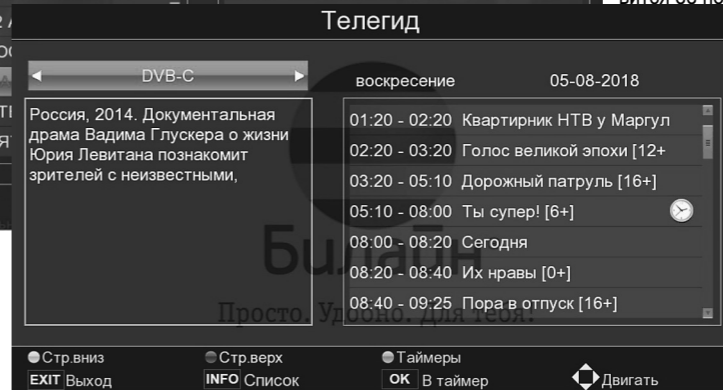 Телегид
DVB-C
воскресение 05-08-2018
Россия, 2014. Документальная
драма Вадима Глускера о жизни
Юрия Левитана познакомит
зрителей с неизвестными,
01:20 - 02:20 Квартирник НТВ у Маргул
02:20 - 03:20 Голос великой эпохи [12+
03:20 - 05:10 Дорожный патруль [16+]
05:10 - 08:00 Ты супер! [6+]
08:00 - 08:20 Сегодня
08:20 - 08:40 Их нравы [0+]
08:40 - 09:25 Пора в отпуск [16+]
Билайн
Просто. Удобно. Для тебя!
Стр.вниз Стр.верх Таймеры
EXIT Выход INFO Список OK В таймер Двигать